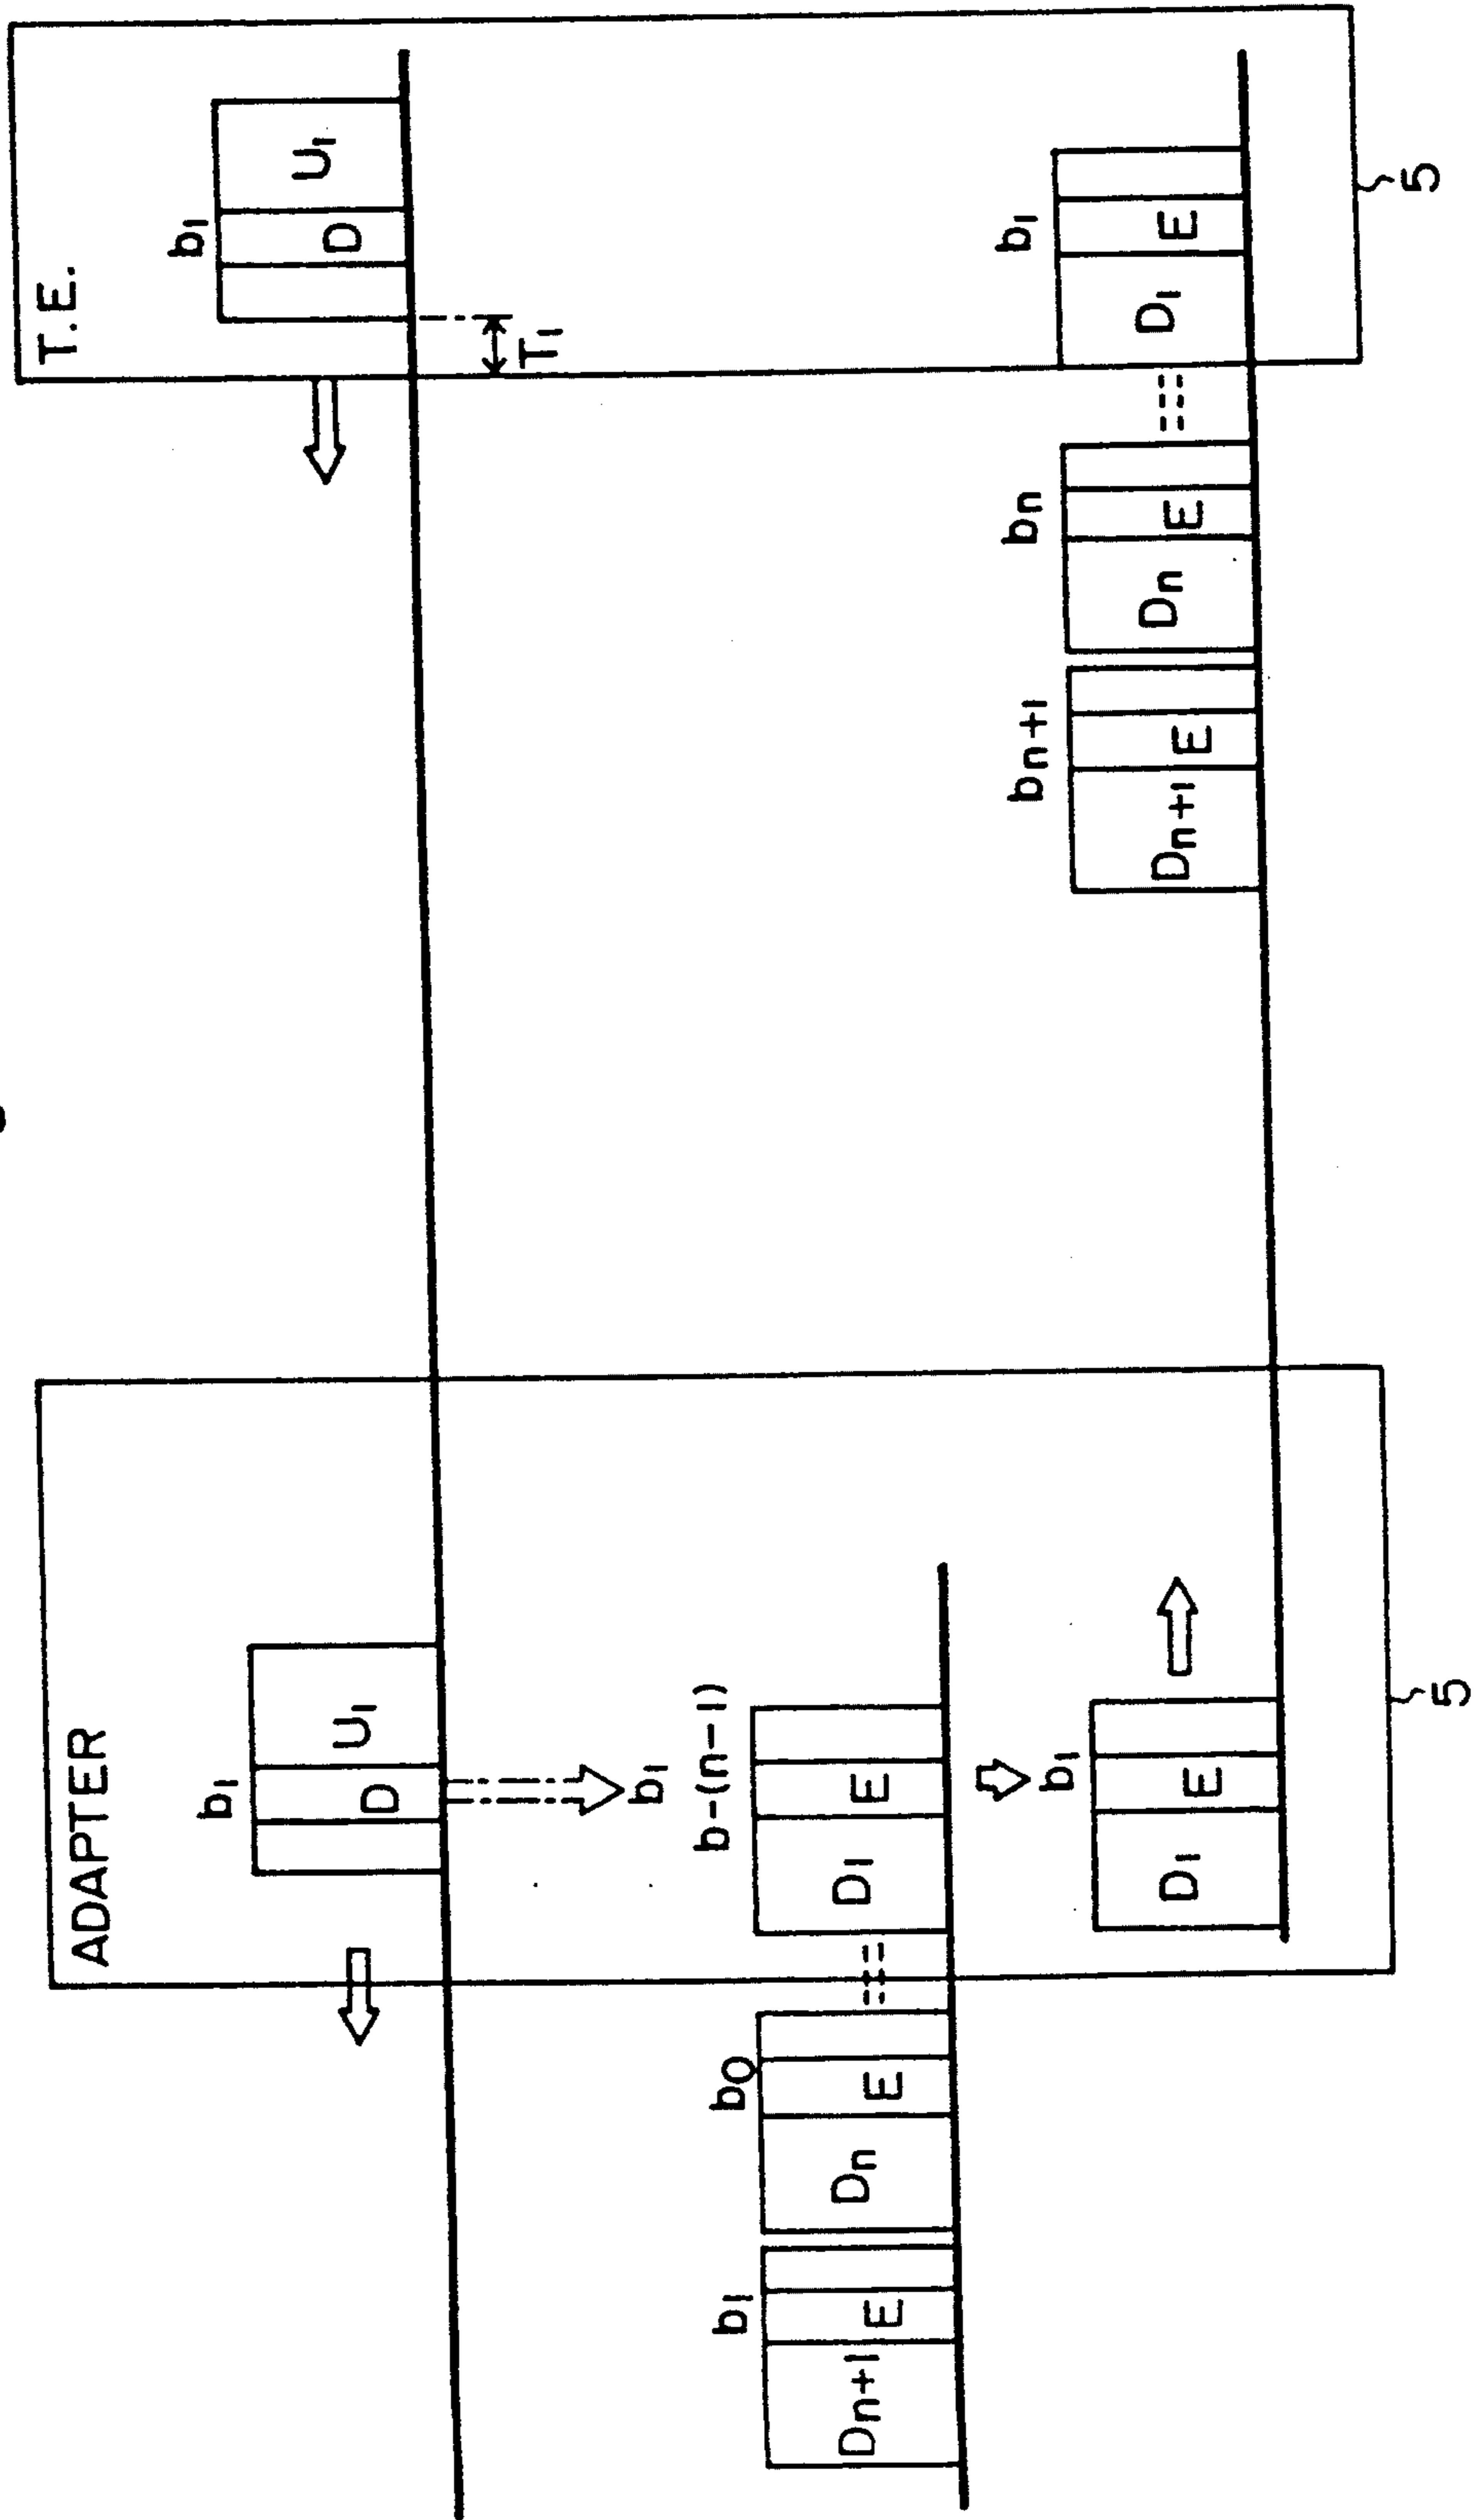 ADAPTER
b1
D U1
b1
b1 b0 b-(n-1)
Dn+1 E Dn E == D1 E
b1
D1 E
5
T.E.
b1
D U1
T1
bn+1 bn b1
Dn+1 E Dn E == D1 E
5